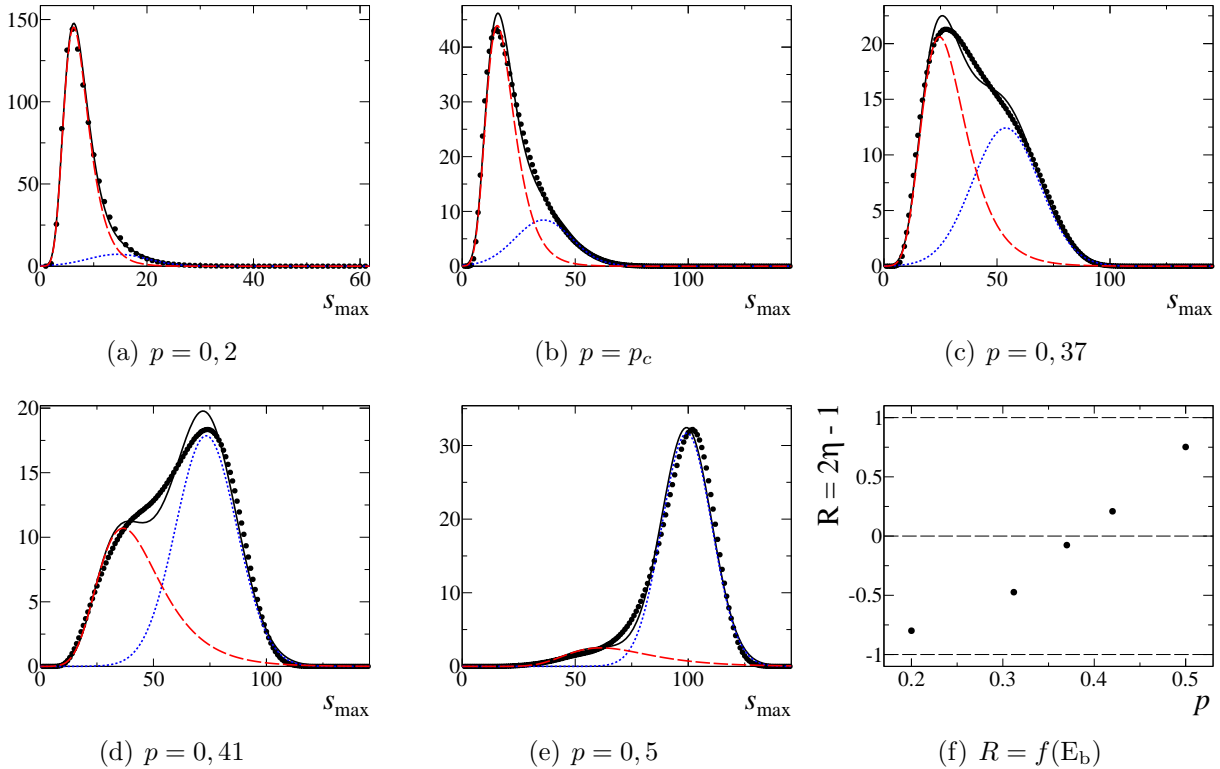 150
100
50
0
0 20 40 60
s_max
(a) p = 0, 2
40
30
20
10
0
0 50 100
s_max
(b) p = p_c
20
15
10
5
0
0 50 100
s_max
(c) p = 0, 37
20
15
10
5
0
0 50 100
s_max
(d) p = 0, 41
30
20
10
0
0 50 100
s_max
(e) p = 0, 5
R = 2η - 1
1
0.5
0
-0.5
-1
0.2 0.3 0.4 0.5
p
(f) R = f(E_b)